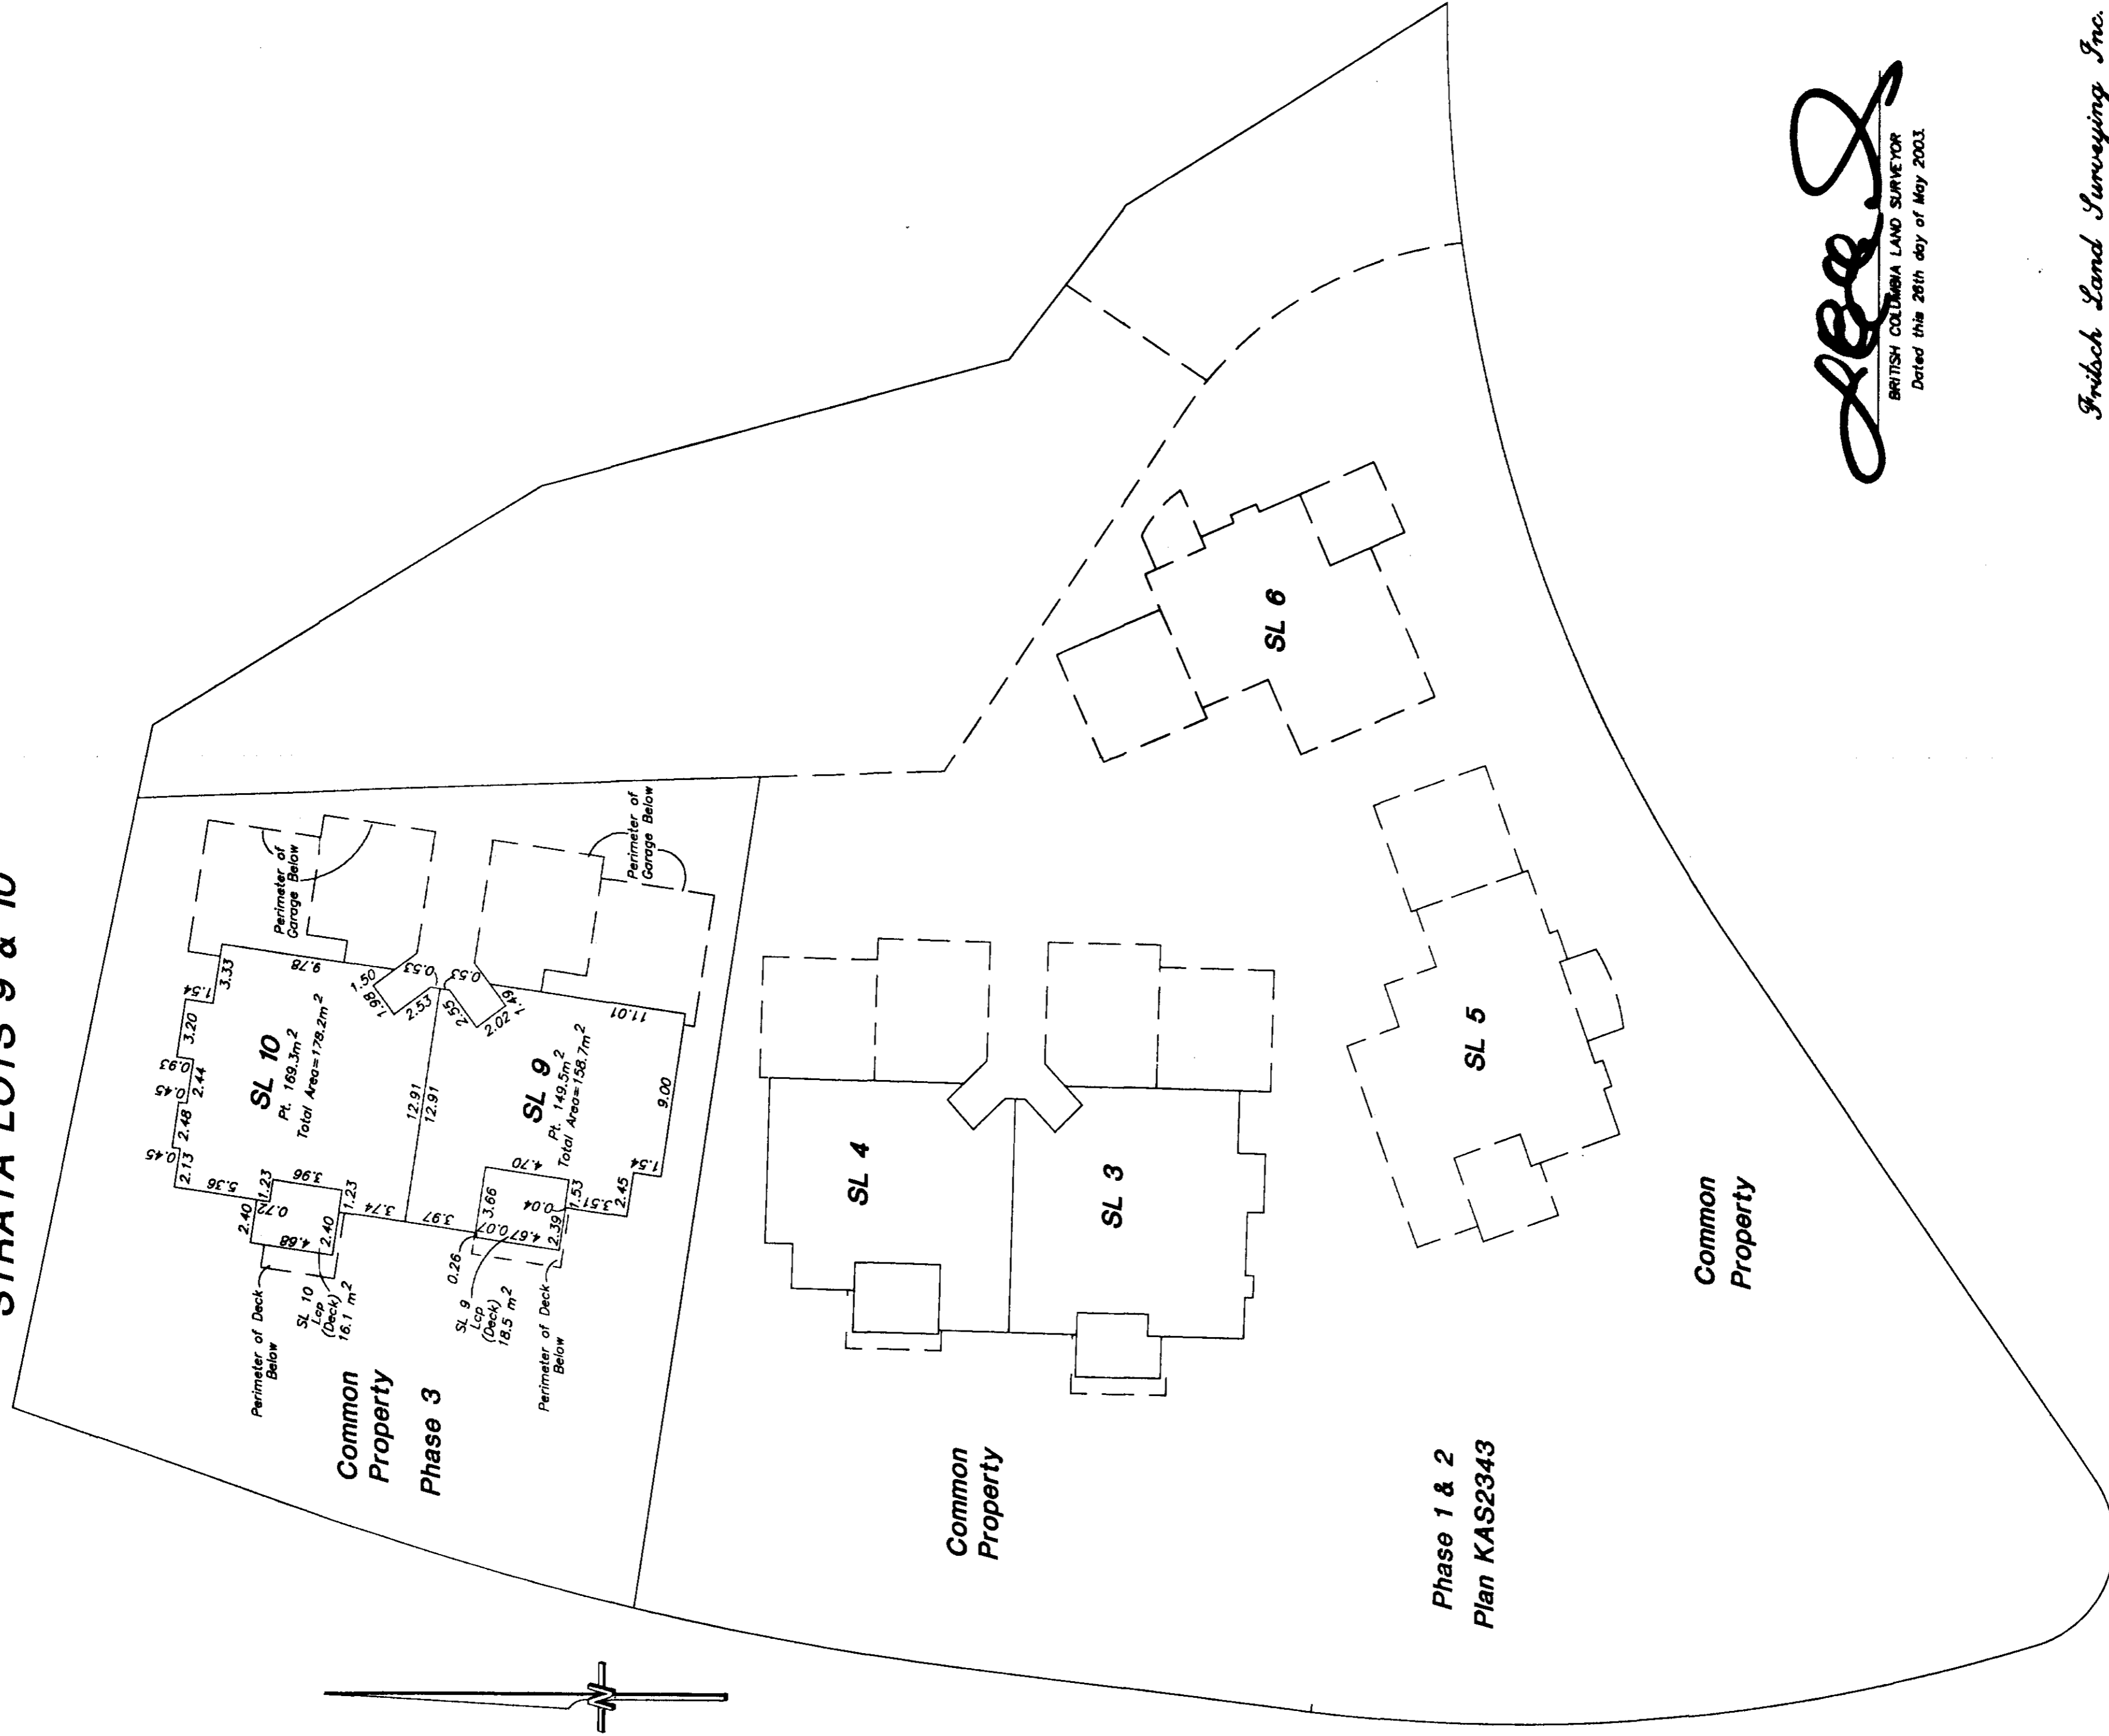 STRATA LOTS 9 & 10
Perimeter of
Garage Below
Perimeter of
Garage Below
SL 10
Pt. 169.3m2
Total Area=178.2m2
3.33
1.54
3.20
0.93
2.44
0.45
2.48
0.45
2.13
5.36
1.23
0.72
2.40
4.68
2.40
3.96
1.23
3.74
9.78
1.50
1.98
2.53
0.53
12.91
12.91
SL 9
Pt. 149.5m2
Total Area=158.7m2
0.53
2.55
2.02
1.49
11.01
9.00
1.54
2.45
3.51
1.53
0.04
4.70
3.66
3.97
0.07
0.26
4.67
2.39
Perimeter of Deck
Below
SL 10
Lcp
(Deck)
16.1 m2
SL 9
Lcp
(Deck)
18.5 m2
Perimeter of Deck
Below
Common
Property
Phase 3
SL 4
SL 3
SL 6
SL 5
Common
Property
Common
Property
Phase 1 & 2
Plan KAS2343
N
BRITISH COLUMBIA LAND SURVEYOR
Dated this 28th day of May 2003.
Fritsch Land Surveying Inc.